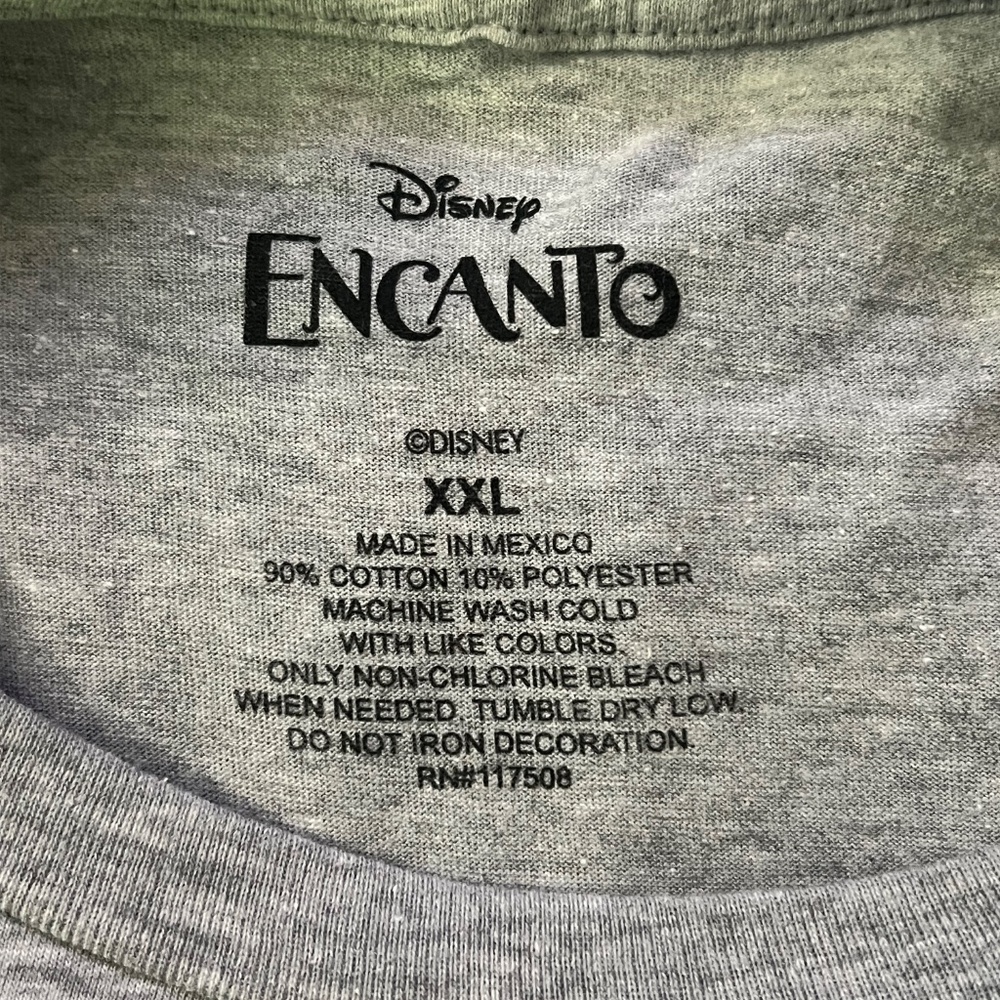 Disney
ENCANTO
©DISNEY
XXL
MADE IN MEXICO
90% COTTON 10% POLYESTER
MACHINE WASH COLD
WITH LIKE COLORS.
ONLY NON-CHLORINE BLEACH
WHEN NEEDED. TUMBLE DRY LOW.
DO NOT IRON DECORATION.
RN#117508